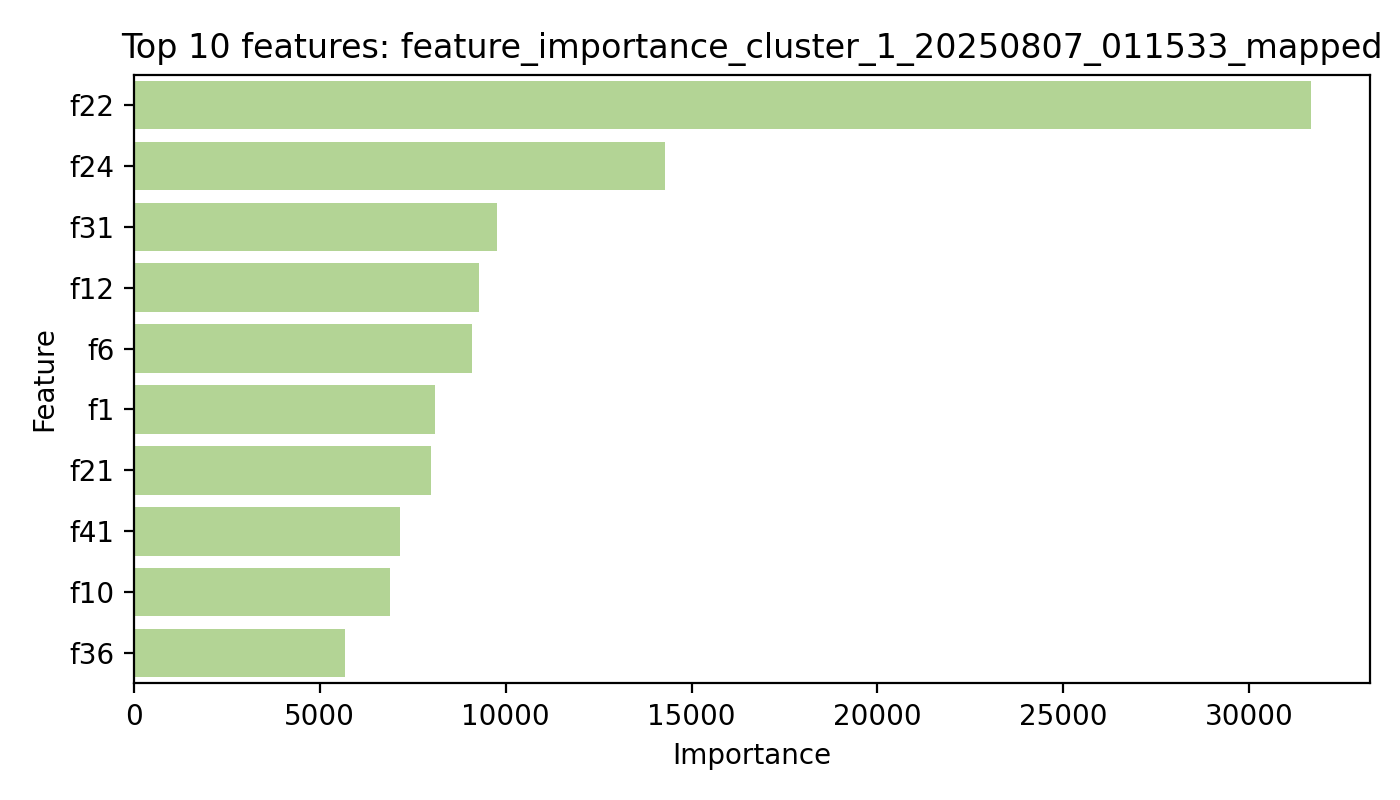 Top 10 features: feature_importance_cluster_1_20250807_011533_mapped
f22
f24
f31
f12
f6
f1
f21
f41
f10
f36
Feature
0 5000 10000 15000 20000 25000 30000
Importance